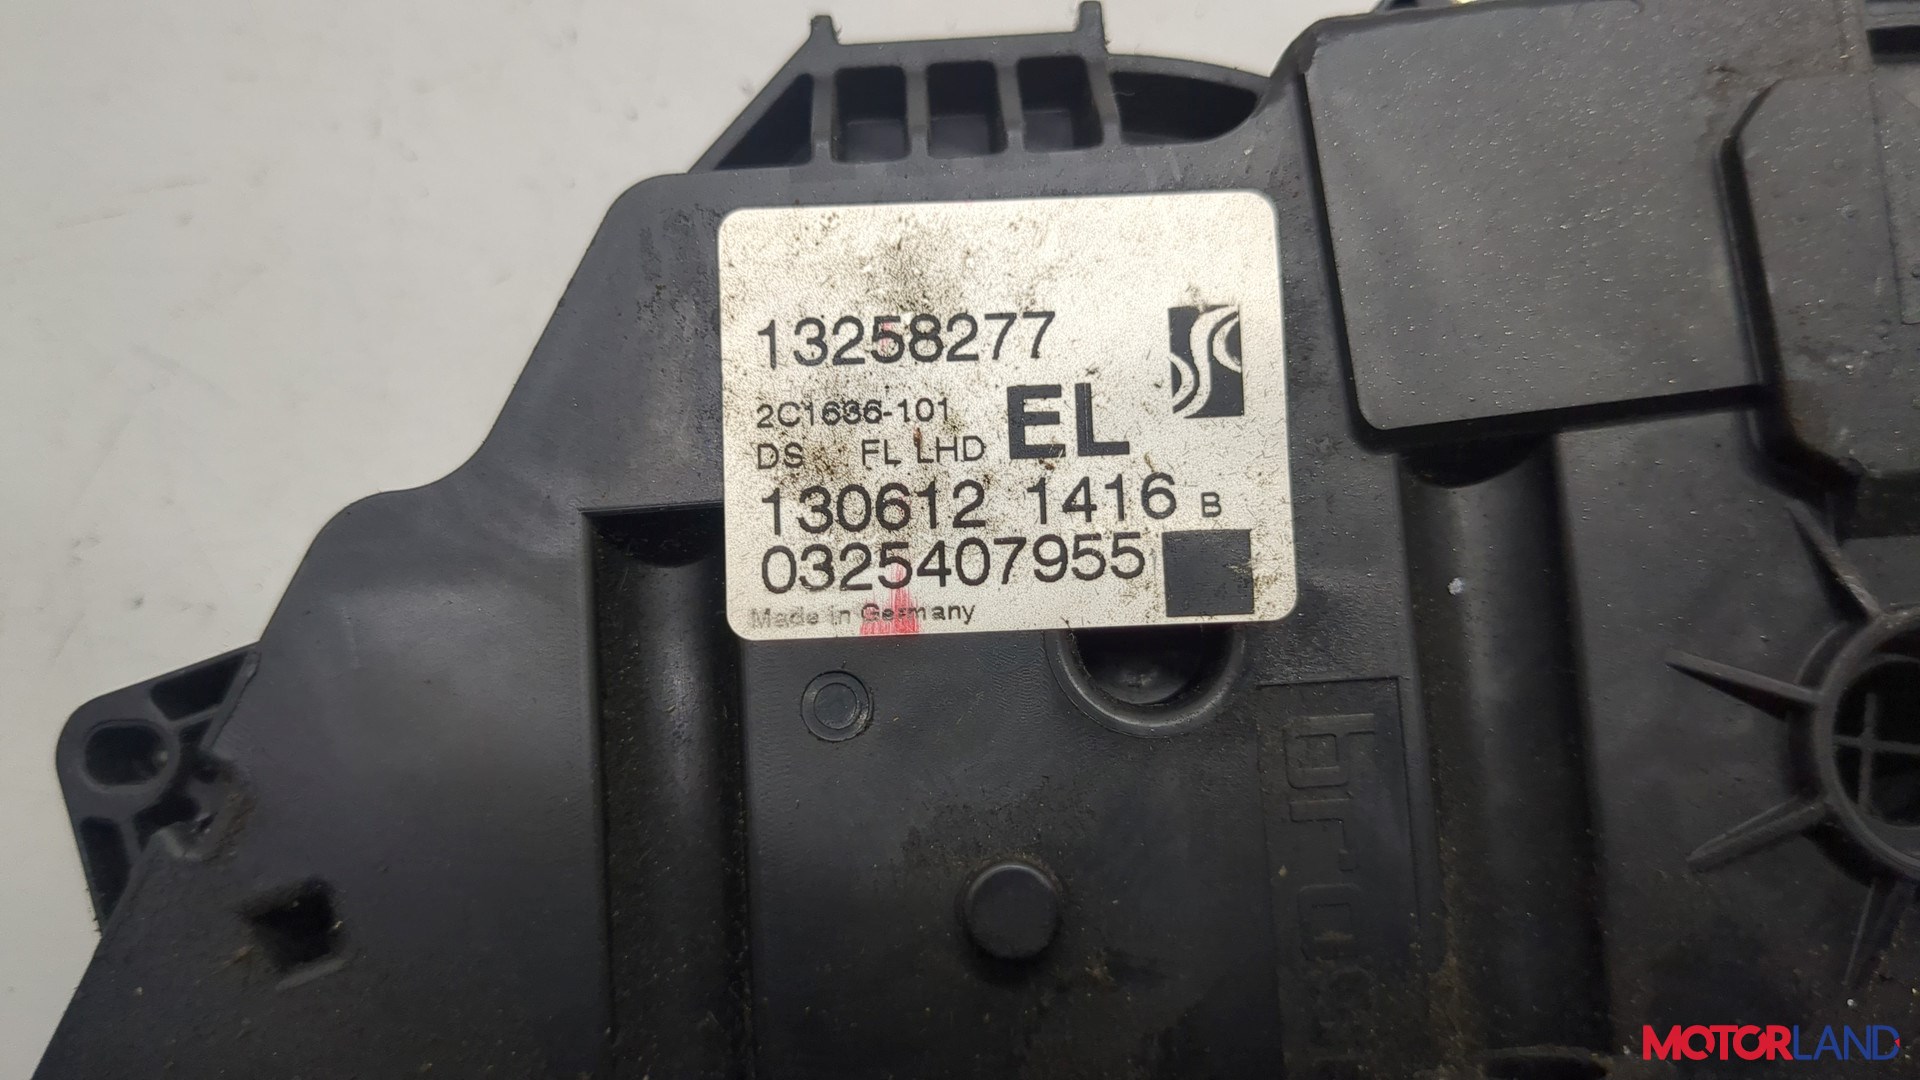 13258277
2C1636-101
DS FL LHD EL
130612 1416 B
0325407955
Made in Germany
MOTORLAND